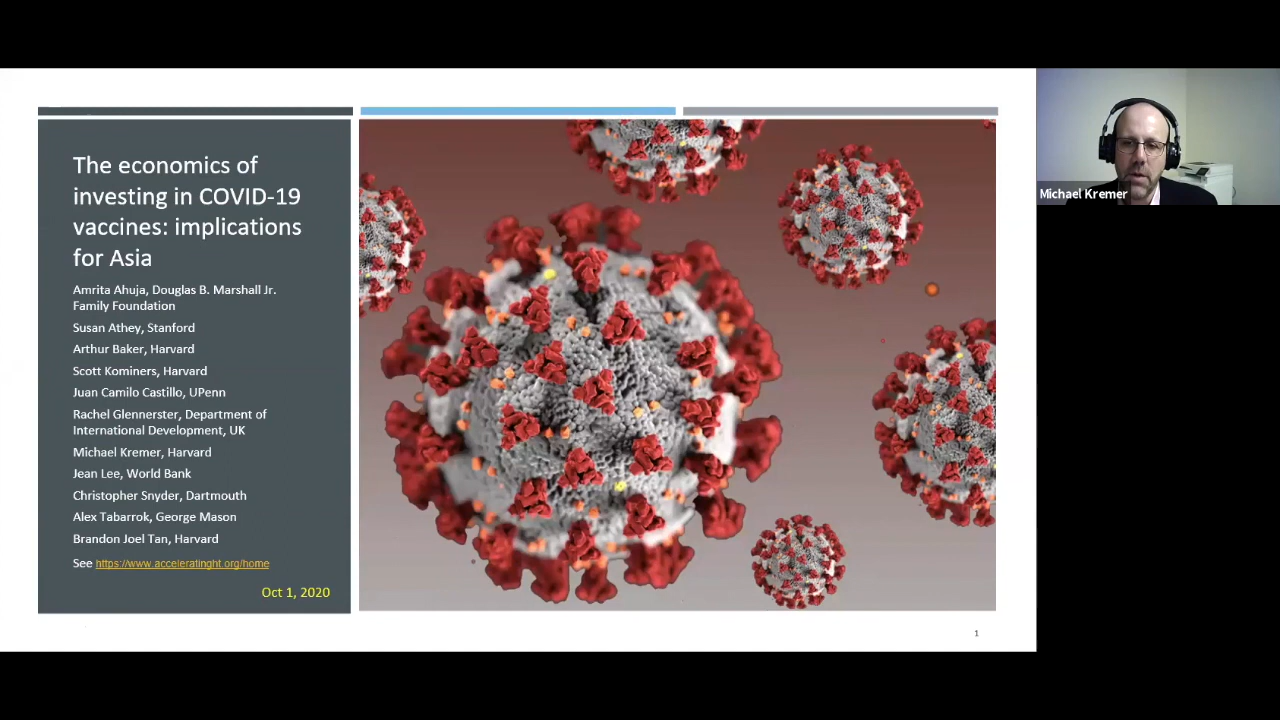 The economics of
investing in COVID-19
vaccines: implications
for Asia
Amrita Ahuja, Douglas B. Marshall Jr.
Family Foundation
Susan Athey, Stanford
Arthur Baker, Harvard
Scott Kominers, Harvard
Juan Camilo Castillo, UPenn
Rachel Glennerster, Department of
International Development, UK
Michael Kremer, Harvard
Jean Lee, World Bank
Christopher Snyder, Dartmouth
Alex Tabarrok, George Mason
Brandon Joel Tan, Harvard
See https://www.acceleratinght.org/home
Oct 1, 2020
1
Michael Kremer